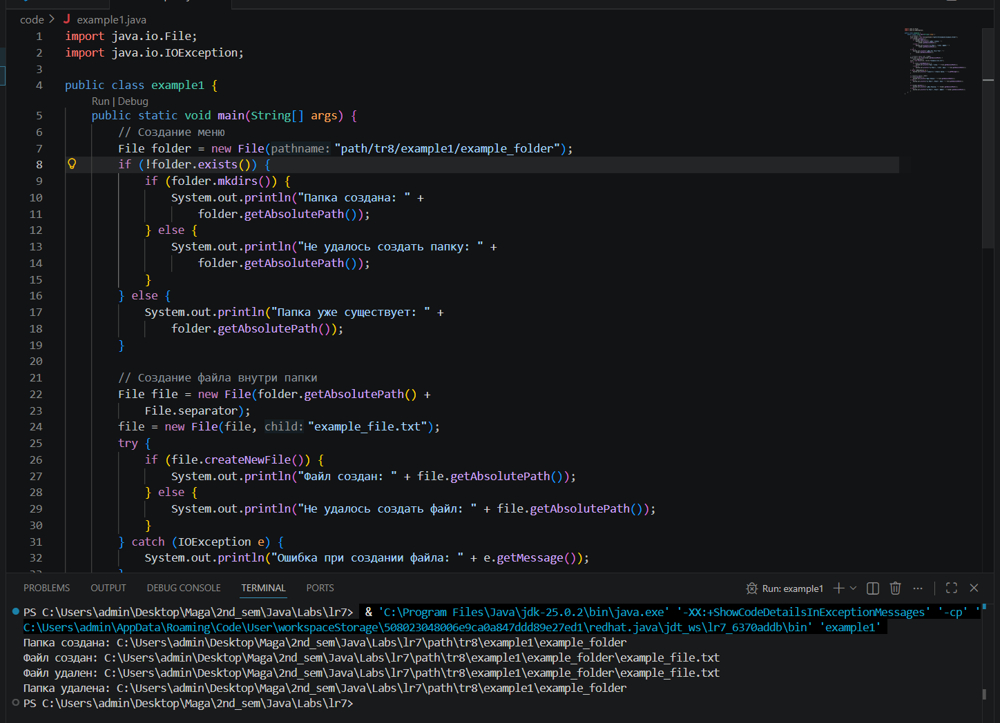 code > J example1.java
1 import java.io.File;
2 import java.io.IOException;
3
4 public class example1 {
Run | Debug
5 public static void main(String[] args) {
6 // Создание меню
7 File folder = new File(pathname: "path/tr8/example1/example_folder");
8 if (!folder.exists()) {
9 if (folder.mkdirs()) {
10 System.out.println("Папка создана: " +
11 folder.getAbsolutePath());
12 } else {
13 System.out.println("Не удалось создать папку: " +
14 folder.getAbsolutePath());
15 }
16 } else {
17 System.out.println("Папка уже существует: " +
18 folder.getAbsolutePath());
19 }
20
21 // Создание файла внутри папки
22 File file = new File(folder.getAbsolutePath() +
23 File.separator);
24 file = new File(file, child: "example_file.txt");
25 try {
26 if (file.createNewFile()) {
27 System.out.println("Файл создан: " + file.getAbsolutePath());
28 } else {
29 System.out.println("Не удалось создать файл: " + file.getAbsolutePath());
30 }
31 } catch (IOException e) {
32 System.out.println("Ошибка при создании файла: " + e.getMessage());
PROBLEMS OUTPUT DEBUG CONSOLE TERMINAL PORTS Run: example1
PS C:\Users\admin\Desktop\Maga\2nd_sem\Java\Labs\lr7> & 'C:\Program Files\Java\jdk-25.0.2\bin\java.exe' '-XX:+ShowCodeDetailsInExceptionMessages' '-cp' '
C:\Users\admin\AppData\Roaming\Code\User\workspaceStorage\508023048006e9ca0a847ddd89e27ed1\redhat.java\jdt_ws\lr7_6370addb\bin' 'example1'
Папка создана: C:\Users\admin\Desktop\Maga\2nd_sem\Java\Labs\lr7\path\tr8\example1\example_folder
Файл создан: C:\Users\admin\Desktop\Maga\2nd_sem\Java\Labs\lr7\path\tr8\example1\example_folder\example_file.txt
Файл удален: C:\Users\admin\Desktop\Maga\2nd_sem\Java\Labs\lr7\path\tr8\example1\example_folder\example_file.txt
Папка удалена: C:\Users\admin\Desktop\Maga\2nd_sem\Java\Labs\lr7\path\tr8\example1\example_folder
PS C:\Users\admin\Desktop\Maga\2nd_sem\Java\Labs\lr7>